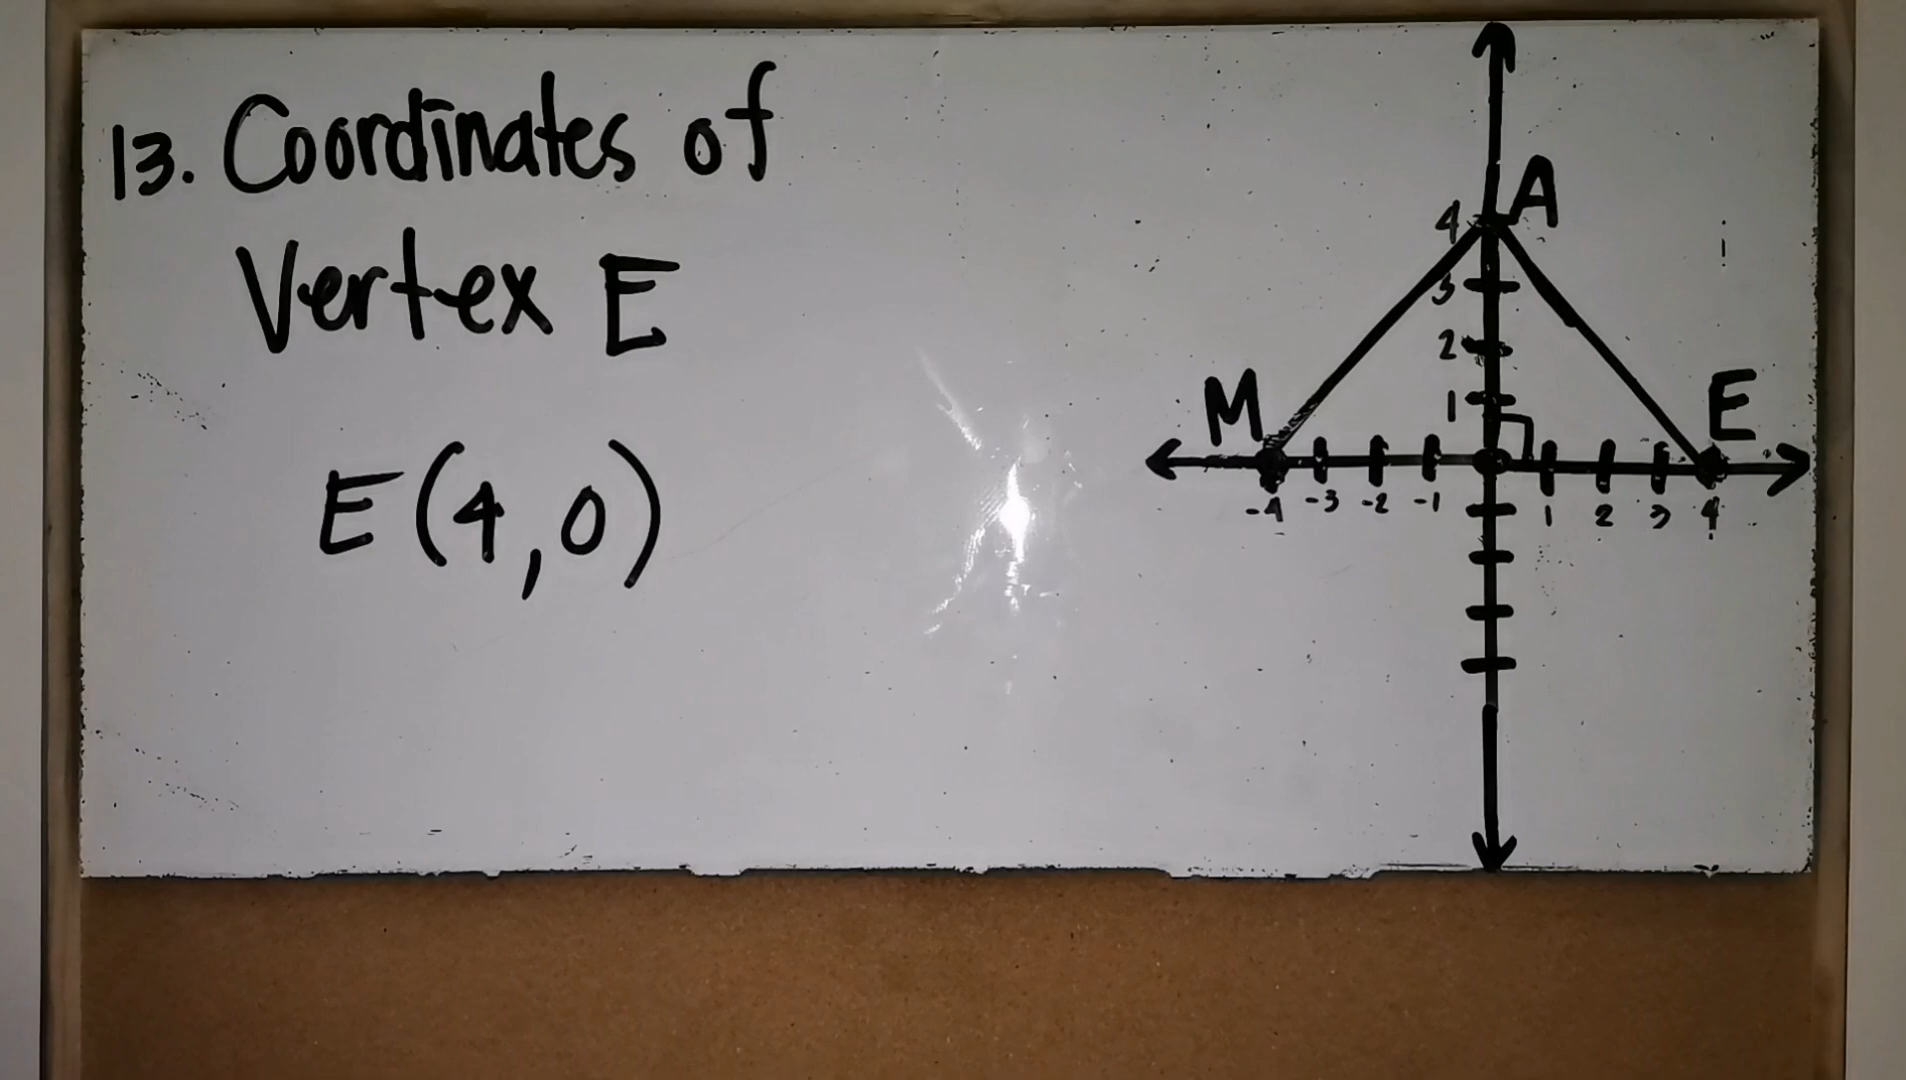 13. Coordinates of
Vertex E
E(4,0)
A
4
3
2
1
M
E
-4 -3 -2 -1 1 2 3 4